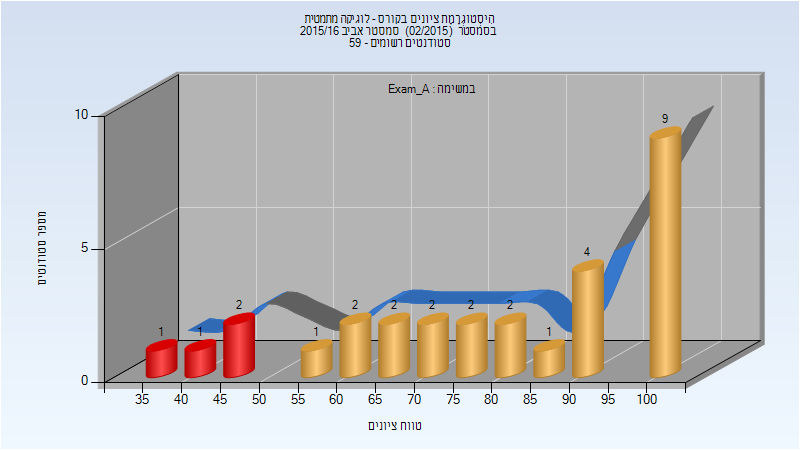 היסטוגרמת ציונים בקורס - לוגיקה מתמטית
בסמסטר (02/2015) סמסטר אביב 2015/16
סטודנטים רשומים - 59
במשימה : Exam_A
10
5
0
מספר סטודנטים
1
1
2
1
2
2
2
2
2
1
4
9
35 40 45 50 55 60 65 70 75 80 85 90 95 100
טווח ציונים